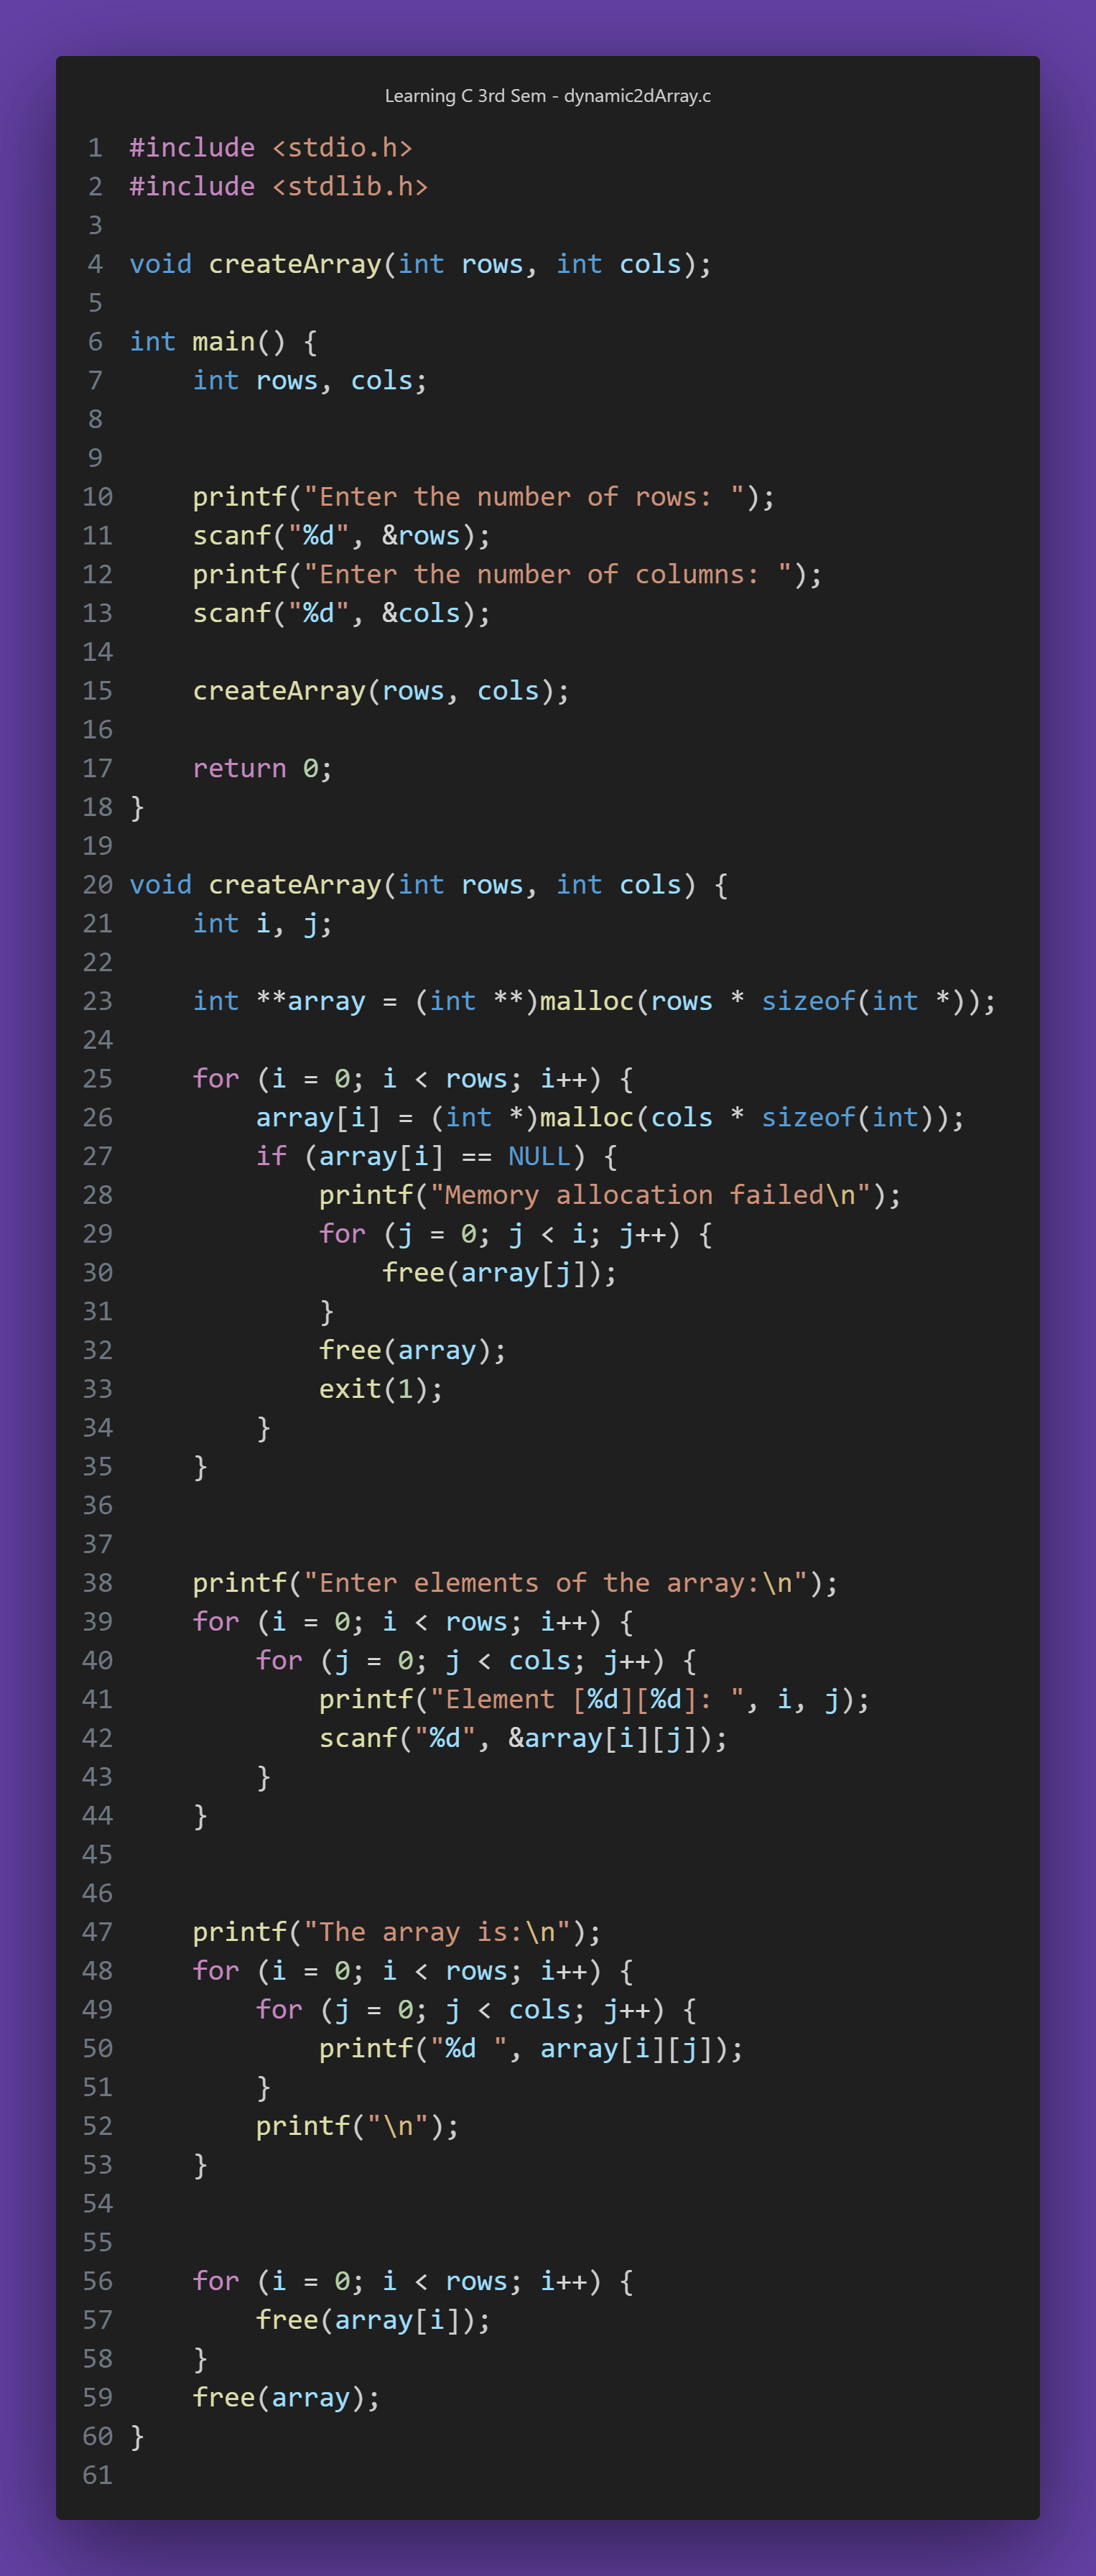 Learning C 3rd Sem - dynamic2dArray.c
1 #include <stdio.h>
2 #include <stdlib.h>
3
4 void createArray(int rows, int cols);
5
6 int main() {
7     int rows, cols;
8
9
10     printf("Enter the number of rows: ");
11     scanf("%d", &rows);
12     printf("Enter the number of columns: ");
13     scanf("%d", &cols);
14
15     createArray(rows, cols);
16
17     return 0;
18 }
19
20 void createArray(int rows, int cols) {
21     int i, j;
22
23     int **array = (int **)malloc(rows * sizeof(int *));
24
25     for (i = 0; i < rows; i++) {
26         array[i] = (int *)malloc(cols * sizeof(int));
27         if (array[i] == NULL) {
28             printf("Memory allocation failed\n");
29             for (j = 0; j < i; j++) {
30                 free(array[j]);
31             }
32             free(array);
33             exit(1);
34         }
35     }
36
37
38     printf("Enter elements of the array:\n");
39     for (i = 0; i < rows; i++) {
40         for (j = 0; j < cols; j++) {
41             printf("Element [%d][%d]: ", i, j);
42             scanf("%d", &array[i][j]);
43         }
44     }
45
46
47     printf("The array is:\n");
48     for (i = 0; i < rows; i++) {
49         for (j = 0; j < cols; j++) {
50             printf("%d ", array[i][j]);
51         }
52         printf("\n");
53     }
54
55
56     for (i = 0; i < rows; i++) {
57         free(array[i]);
58     }
59     free(array);
60 }
61